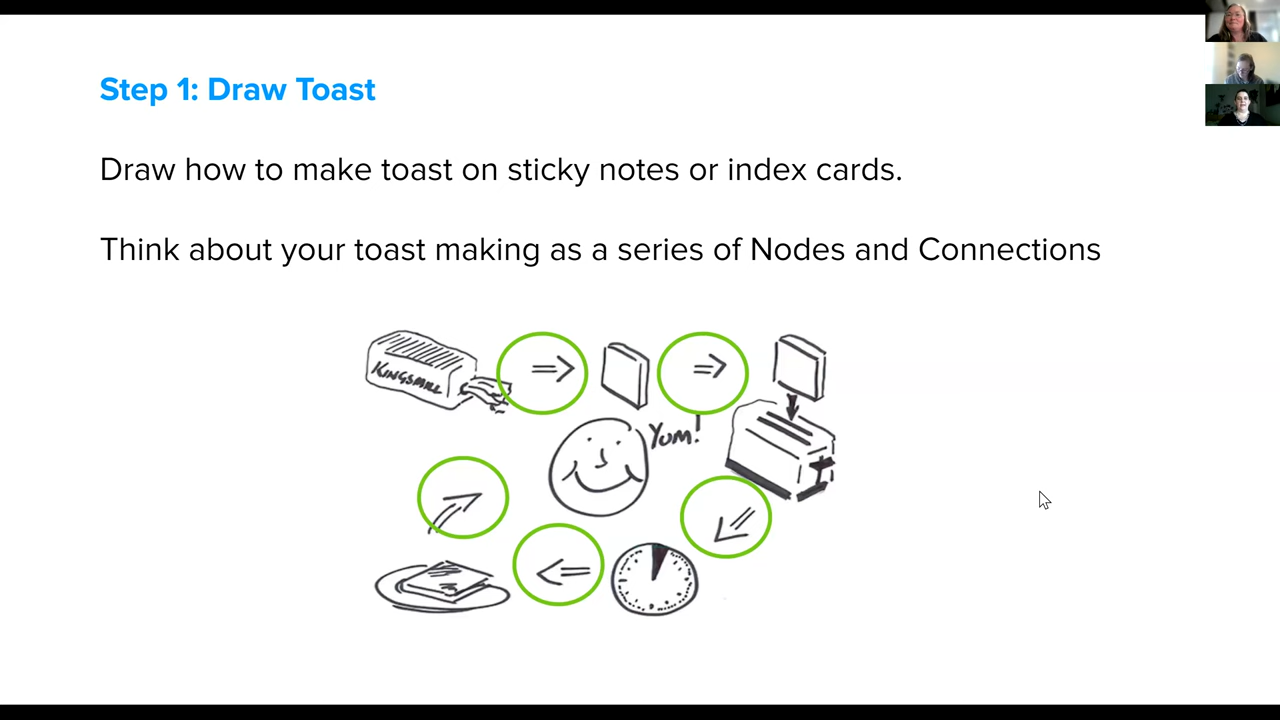 Step 1: Draw Toast
Draw how to make toast on sticky notes or index cards.
Think about your toast making as a series of Nodes and Connections
KINGSMILL
Yum!